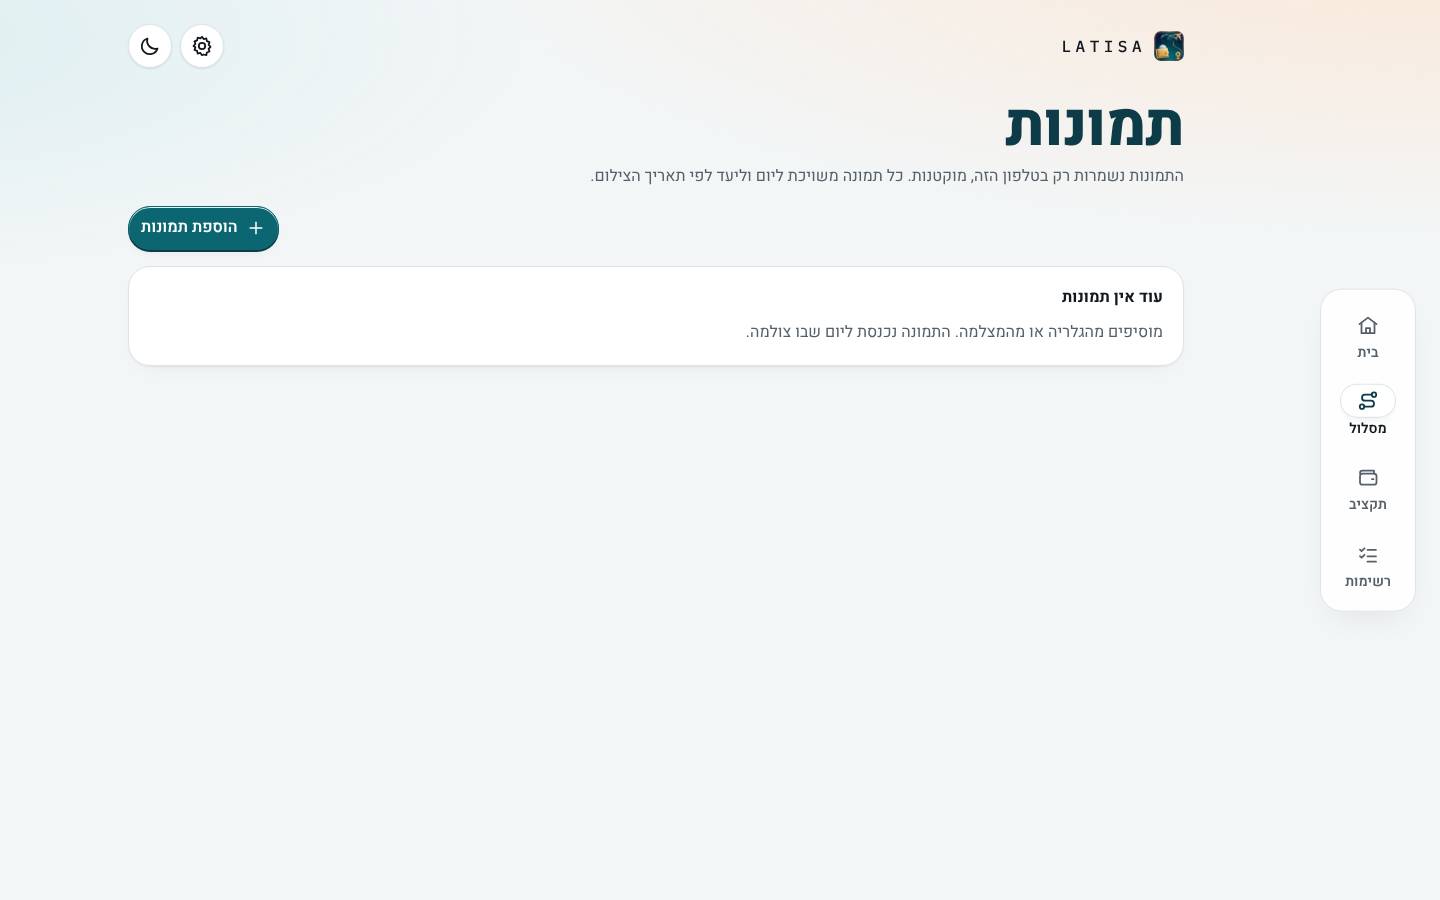 LATISA
תמונות
התמונות נשמרות רק בטלפון הזה, מוקטנות. כל תמונה משויכת ליום וליעד לפי תאריך הצילום.
הוספת תמונות
עוד אין תמונות
מוסיפים מהגלריה או מהמצלמה. התמונה נכנסת ליום שבו צולמה.
בית
מסלול
תקציב
רשימות